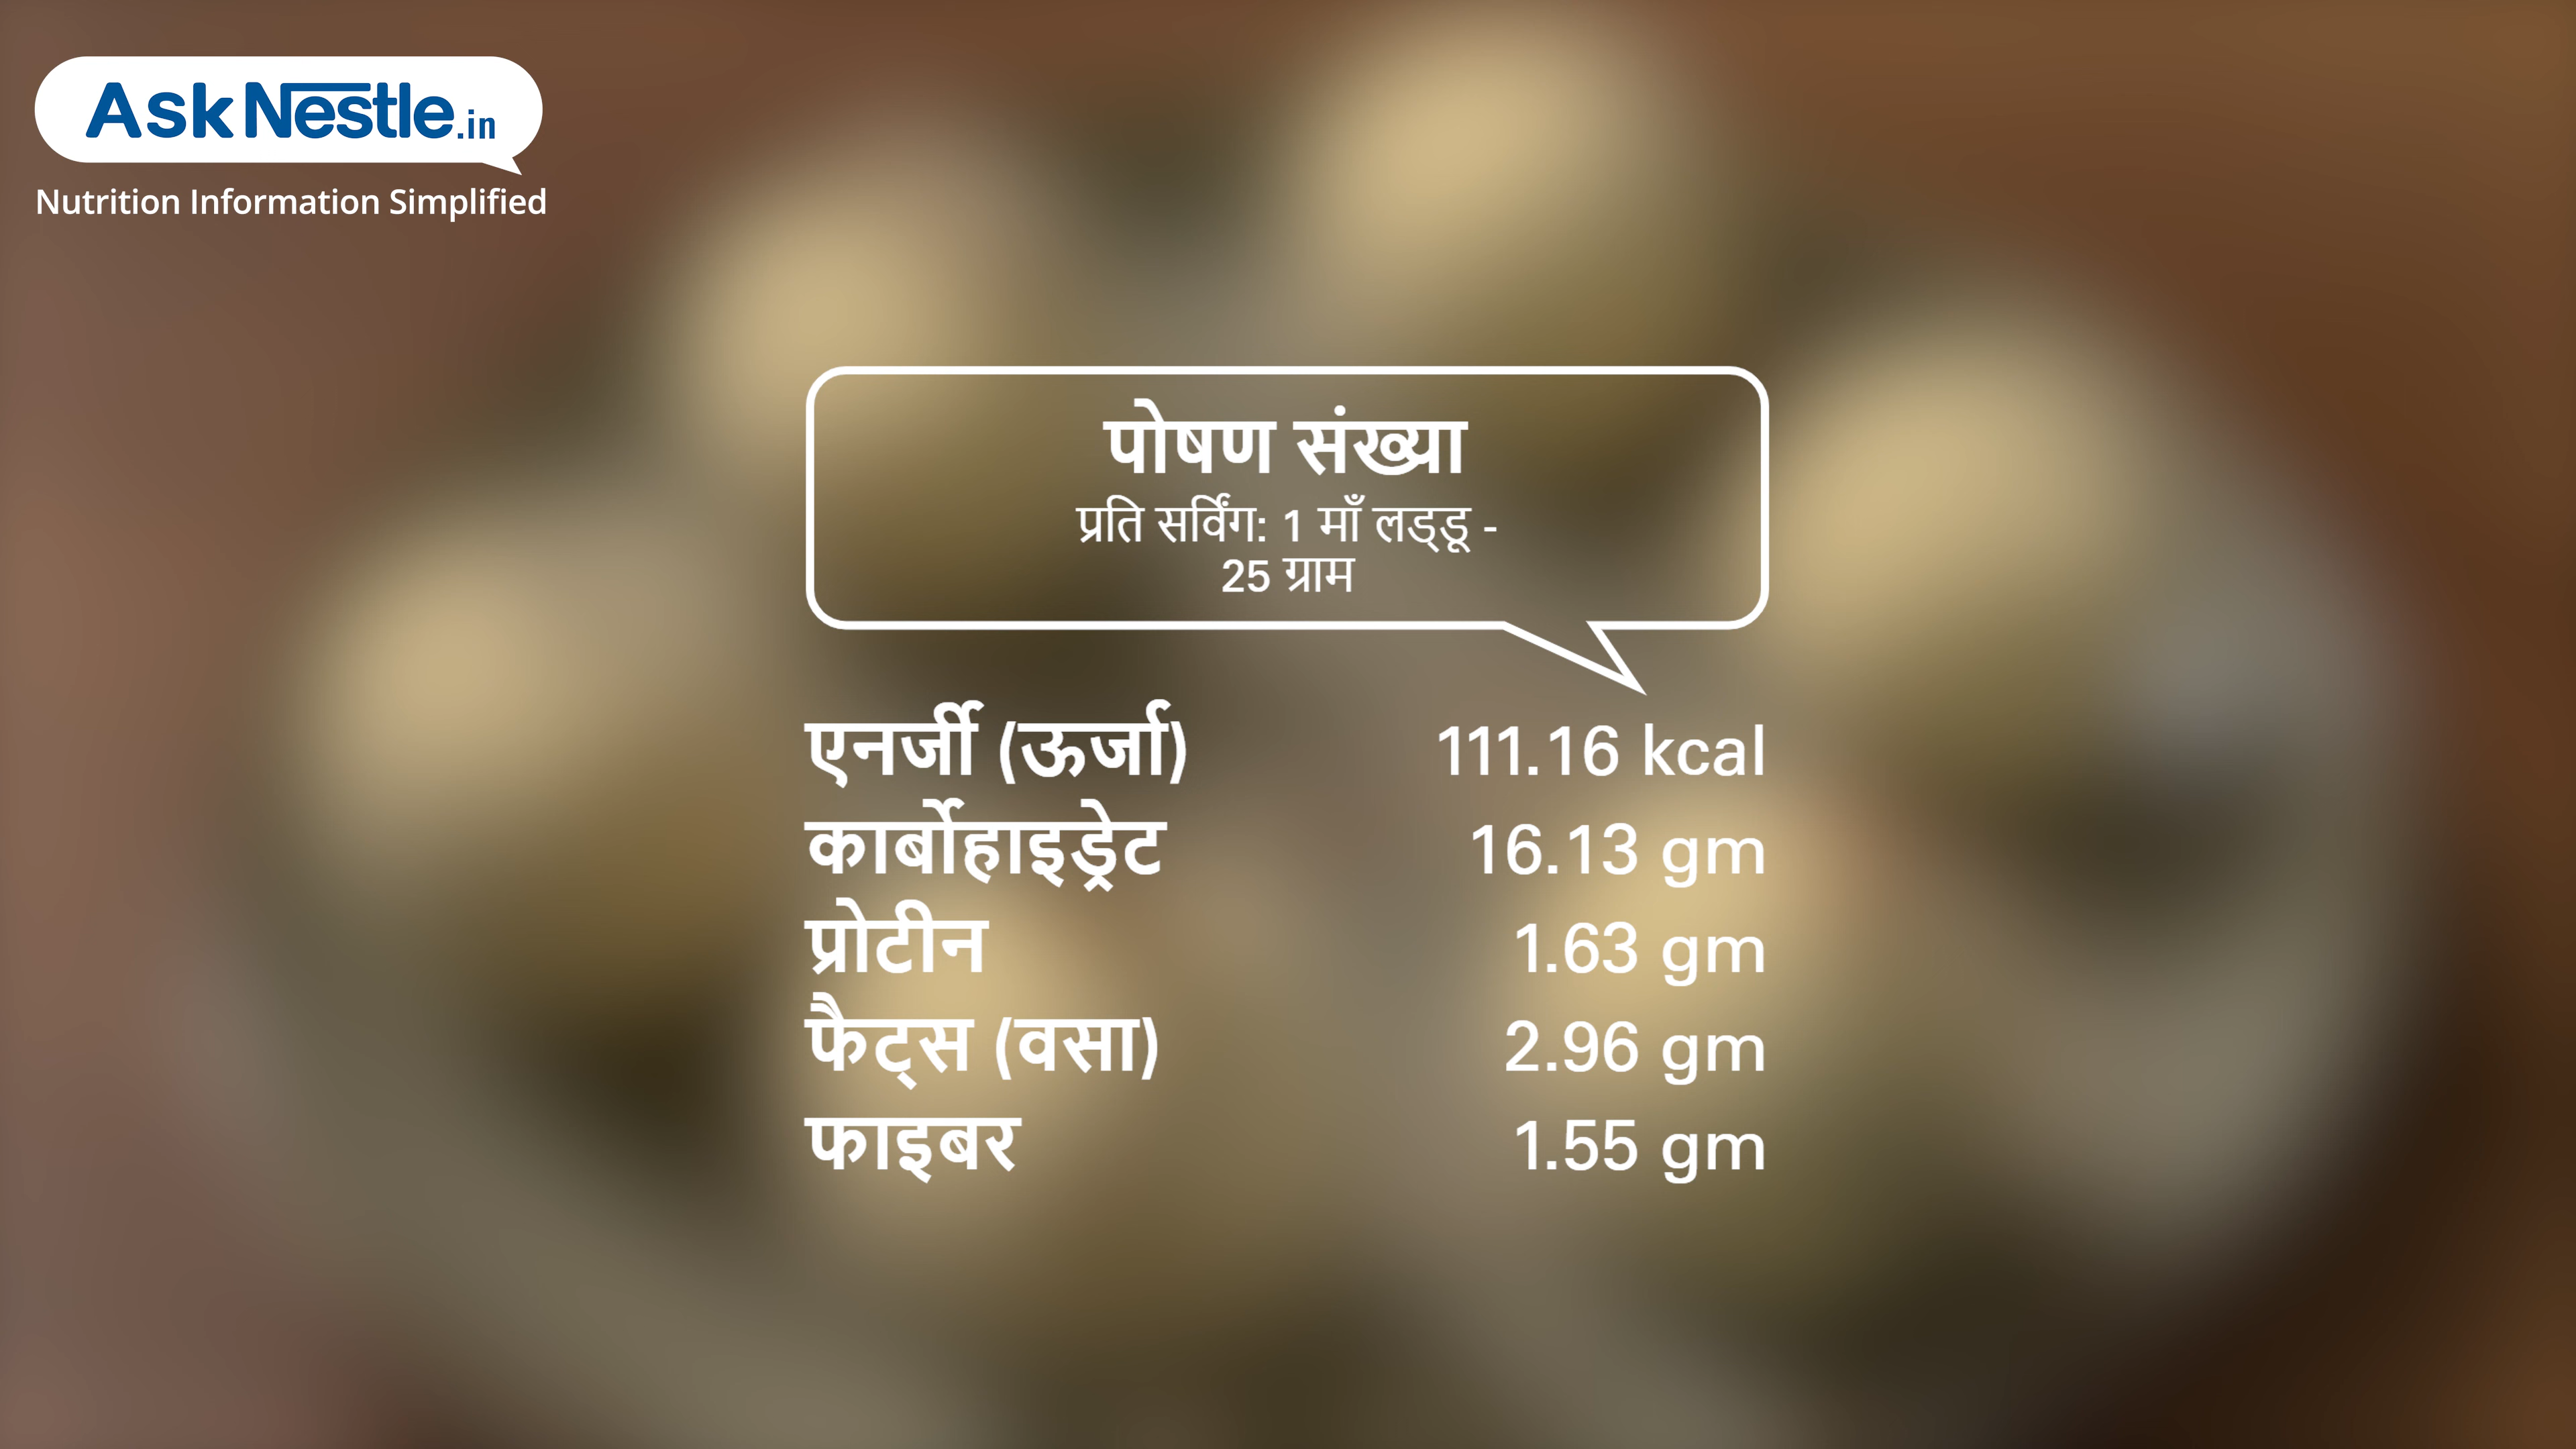 AskNestle.in
Nutrition Information Simplified
पोषण संख्या
प्रति सर्विंग: 1 माँ लड्डू -
25 ग्राम
एनर्जी (ऊर्जा) 111.16 kcal
कार्बोहाइड्रेट 16.13 gm
प्रोटीन 1.63 gm
फैट्स (वसा) 2.96 gm
फाइबर 1.55 gm